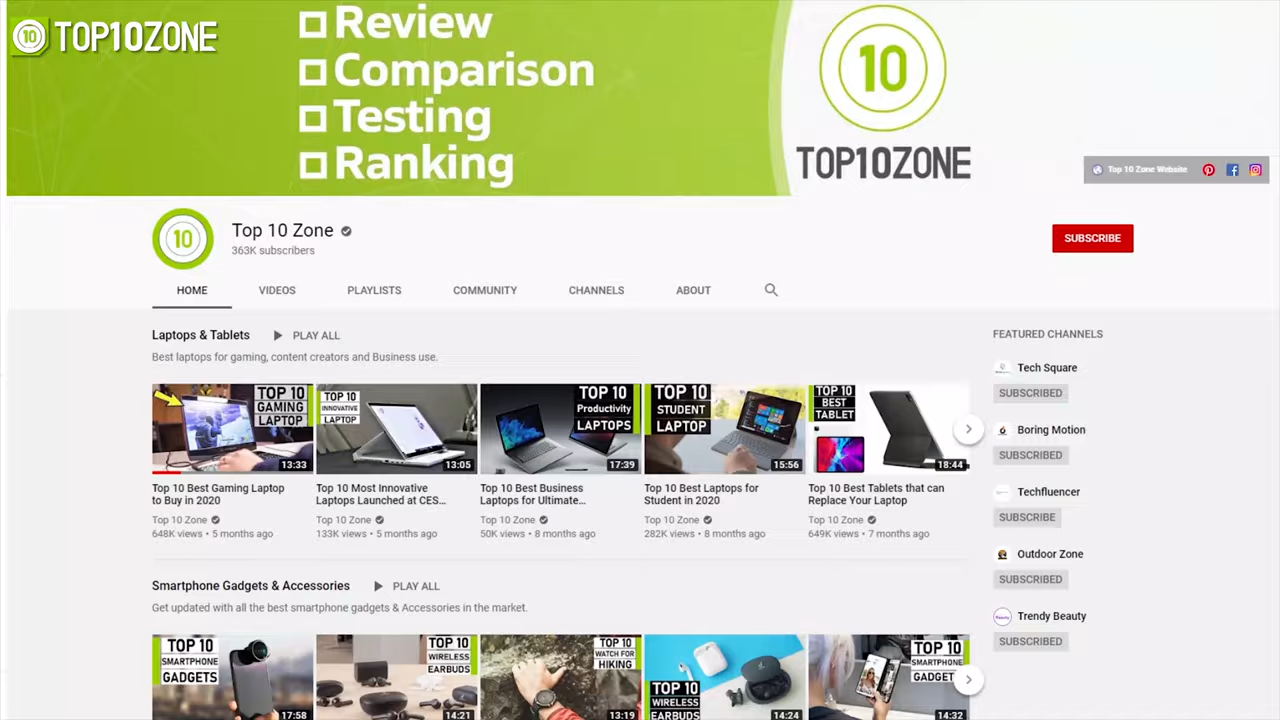 TOP10ZONE
Review
Comparison
Testing
Ranking
10
TOP10ZONE
Top 10 Zone Website
10
Top 10 Zone
363K subscribers
SUBSCRIBE
HOME VIDEOS PLAYLISTS COMMUNITY CHANNELS ABOUT
Laptops & Tablets PLAY ALL
Best laptops for gaming, content creators and Business use.
TOP 10
GAMING
LAPTOP
13:33
TOP 10
INNOVATIVE
LAPTOP
13:05
TOP 10
Productivity
LAPTOPS
17:39
TOP 10
STUDENT
LAPTOP
15:56
TOP 10
BEST
TABLET
18:44
Top 10 Best Gaming Laptop
to Buy in 2020
Top 10 Zone
648K views • 5 months ago
Top 10 Most Innovative
Laptops Launched at CES...
Top 10 Zone
133K views • 5 months ago
Top 10 Best Business
Laptops for Ultimate...
Top 10 Zone
50K views • 8 months ago
Top 10 Best Laptops for
Student in 2020
Top 10 Zone
282K views • 8 months ago
Top 10 Best Tablets that can
Replace Your Laptop
Top 10 Zone
649K views • 7 months ago
Smartphone Gadgets & Accessories PLAY ALL
Get updated with all the best smartphone gadgets & Accessories in the market.
TOP 10
SMARTPHONE
GADGETS
17:58
TOP 10
WIRELESS
EARBUDS
14:21
TOP 10
WATCH FOR
HIKING
13:19
TOP 10
WIRELESS
EARBUDS
14:24
TOP 10
SMARTPHONE
GADGET
14:32
FEATURED CHANNELS
Tech Square
SUBSCRIBED
Boring Motion
SUBSCRIBED
Techfluencer
SUBSCRIBE
Outdoor Zone
SUBSCRIBED
Trendy Beauty
SUBSCRIBED